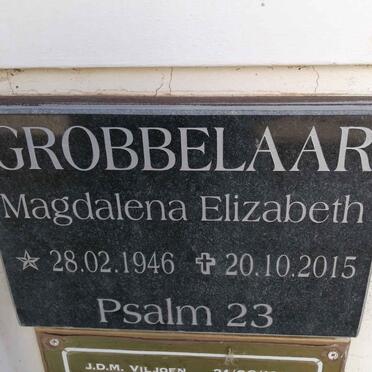 GROBBELAAR
Magdalena Elizabeth
☆ 28.02.1946 ✝ 20.10.2015
Psalm 23
J.D.M. VILJOEN